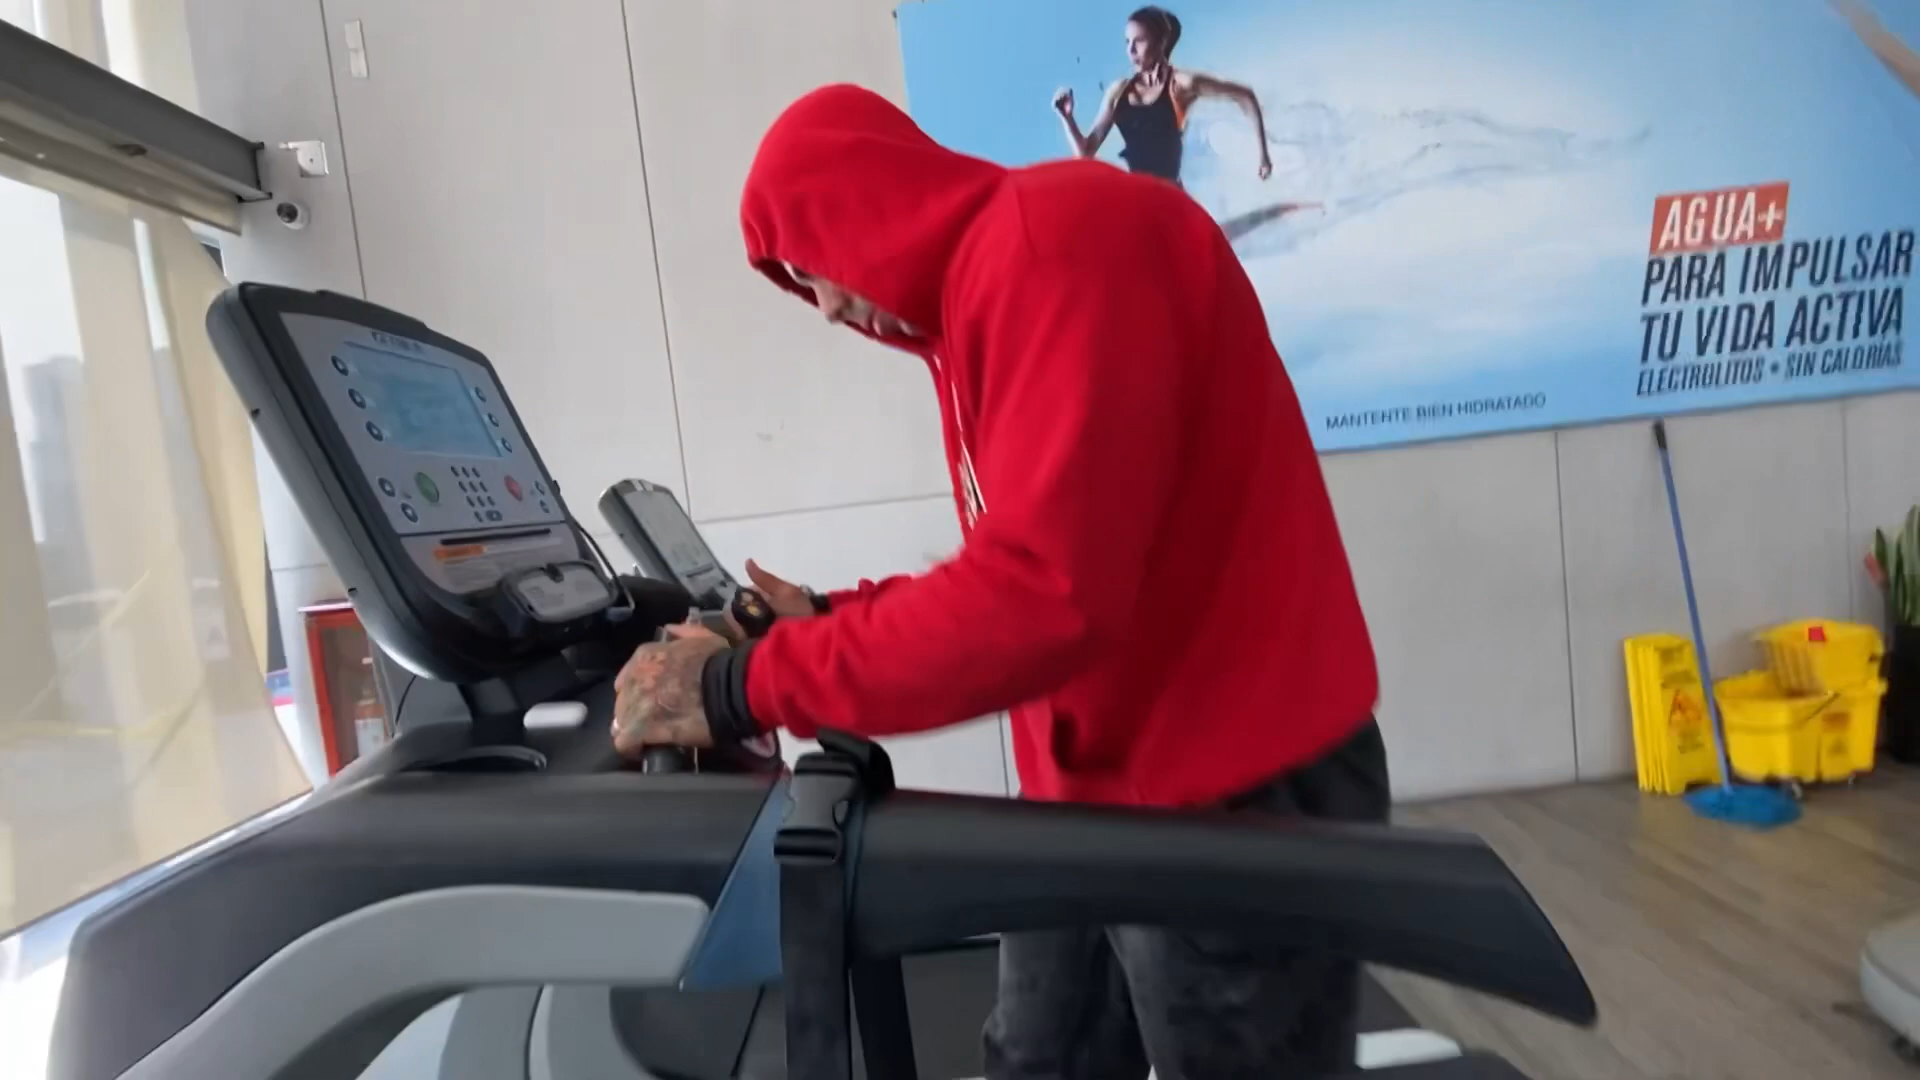 AGUA+
PARA IMPULSAR
TU VIDA ACTIVA
ELECTROLITOS • SIN CALORÍAS
MANTENTE BIEN HIDRATADO